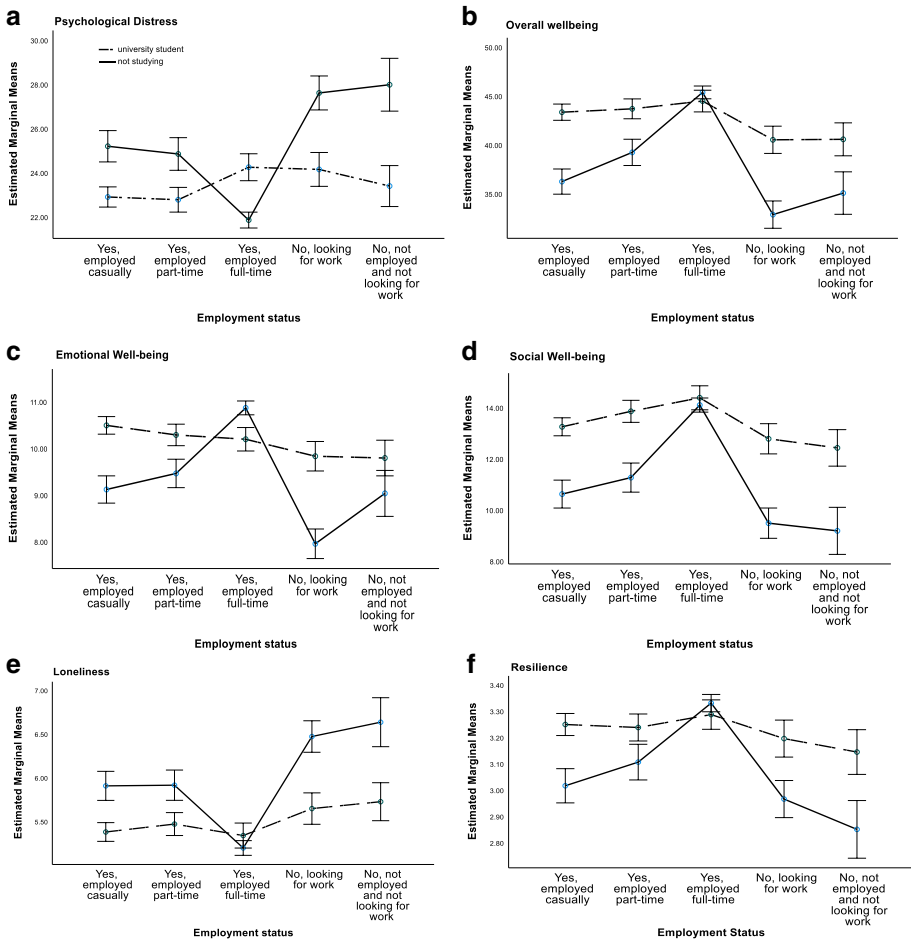 a
Psychological Distress
30.00
28.00
26.00
24.00
22.00
Estimated Marginal Means
university student
not studying
Yes,
employed
casually
Yes,
employed
part-time
Yes,
employed
full-time
No, looking
for work
No, not
employed
and not
looking for
work
Employment status
b
Overall wellbeing
50.00
45.00
40.00
35.00
Estimated Marginal Means
Yes,
employed
casually
Yes,
employed
part-time
Yes,
employed
full-time
No, looking
for work
No, not
employed
and not
looking for
work
Employment status
c
Emotional Well-being
11.00
10.00
9.00
8.00
Estimated Marginal Means
Yes,
employed
casually
Yes,
employed
part-time
Yes,
employed
full-time
No, looking
for work
No, not
employed
and not
looking for
work
Employment status
d
Social Well-being
14.00
12.00
10.00
8.00
Estimated Marginal Means
Yes,
employed
casually
Yes,
employed
part-time
Yes,
employed
full-time
No, looking
for work
No, not
employed
and not
looking for
work
Employment status
e
Loneliness
7.00
6.50
6.00
5.50
Estimated Marginal Means
Yes,
employed
casually
Yes,
employed
part-time
Yes,
employed
full-time
No, looking
for work
No, not
employed
and not
looking for
work
Employment status
f
Resilience
3.40
3.30
3.20
3.10
3.00
2.90
2.80
Estimated Marginal Means
Yes,
employed
casually
Yes,
employed
part-time
Yes,
employed
full-time
No, looking
for work
No, not
employed
and not
looking for
work
Employment Status